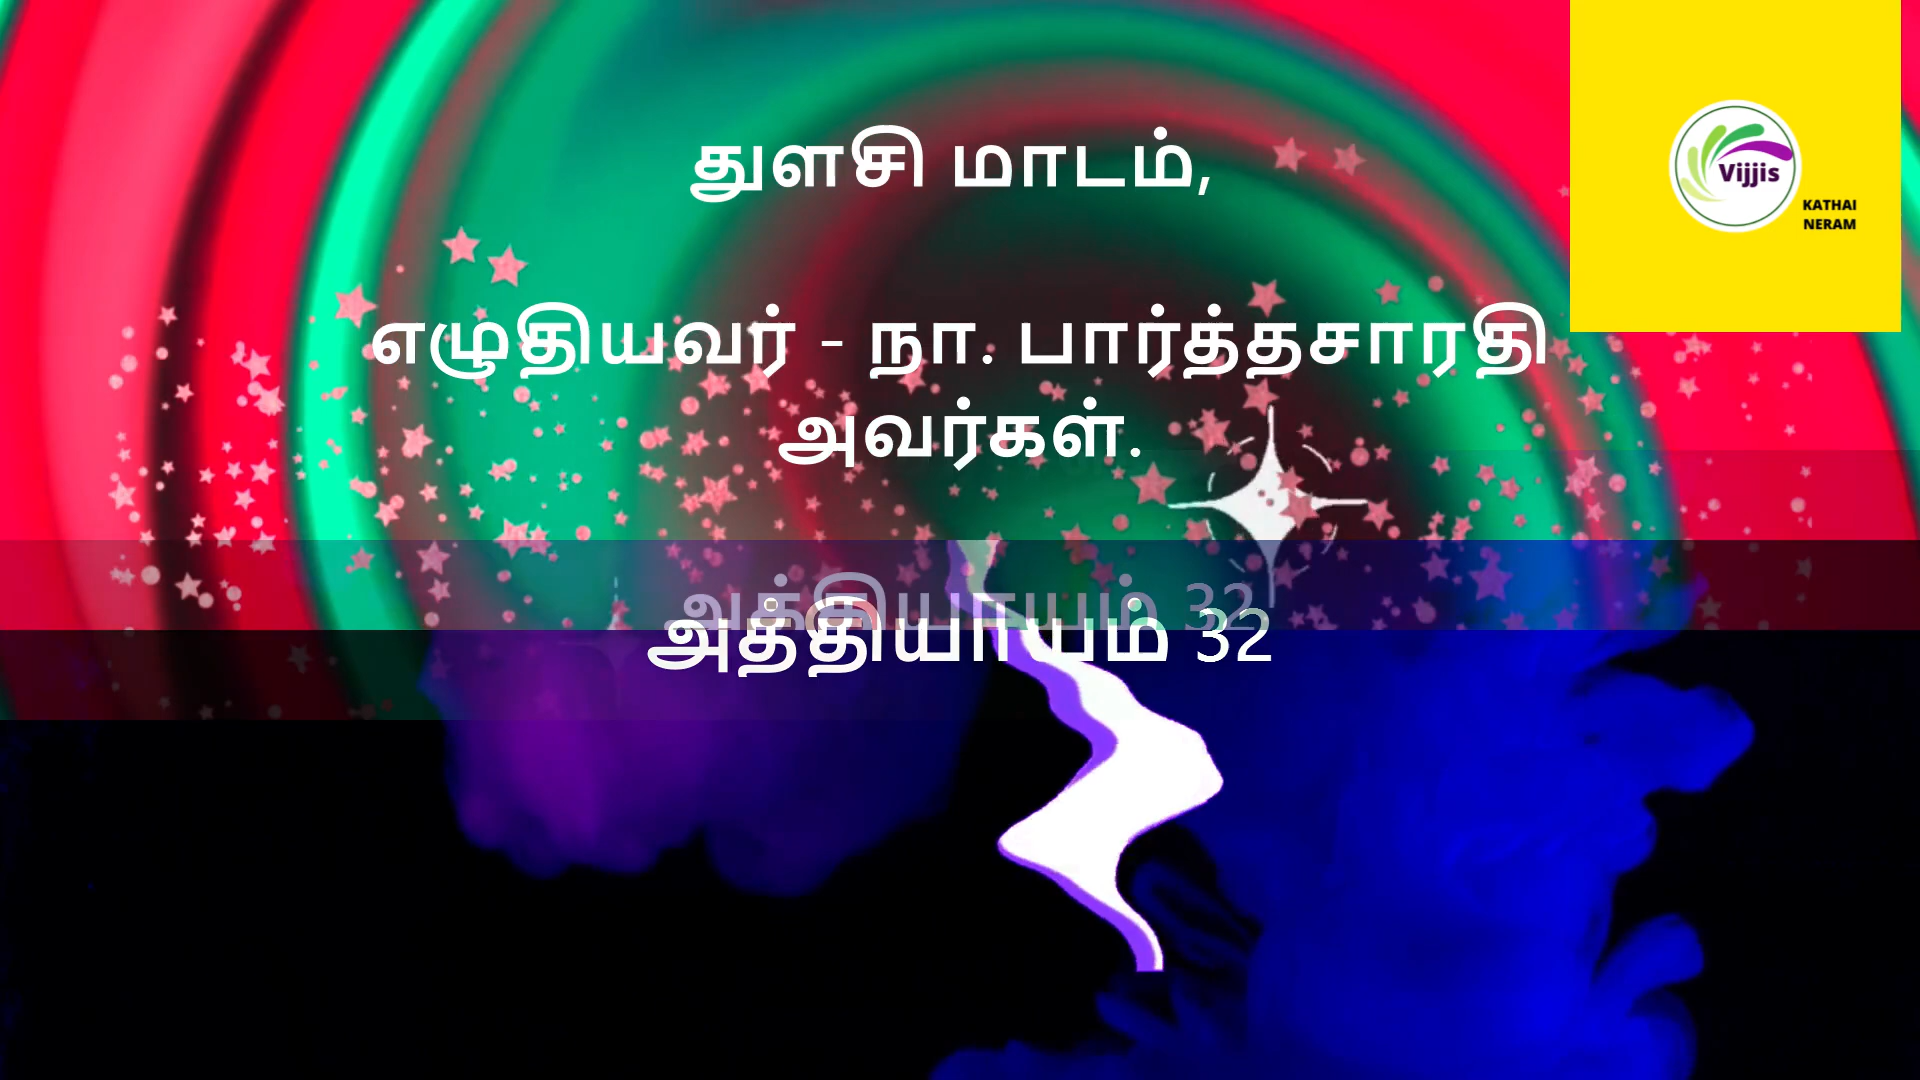 துளசி மாடம்,
Vijjis
KATHAI
NERAM
எழுதியவர் - நா. பார்த்தசாரதி
அவர்கள்.
அத்தியாயம் 32
அத்தியாயம் 32